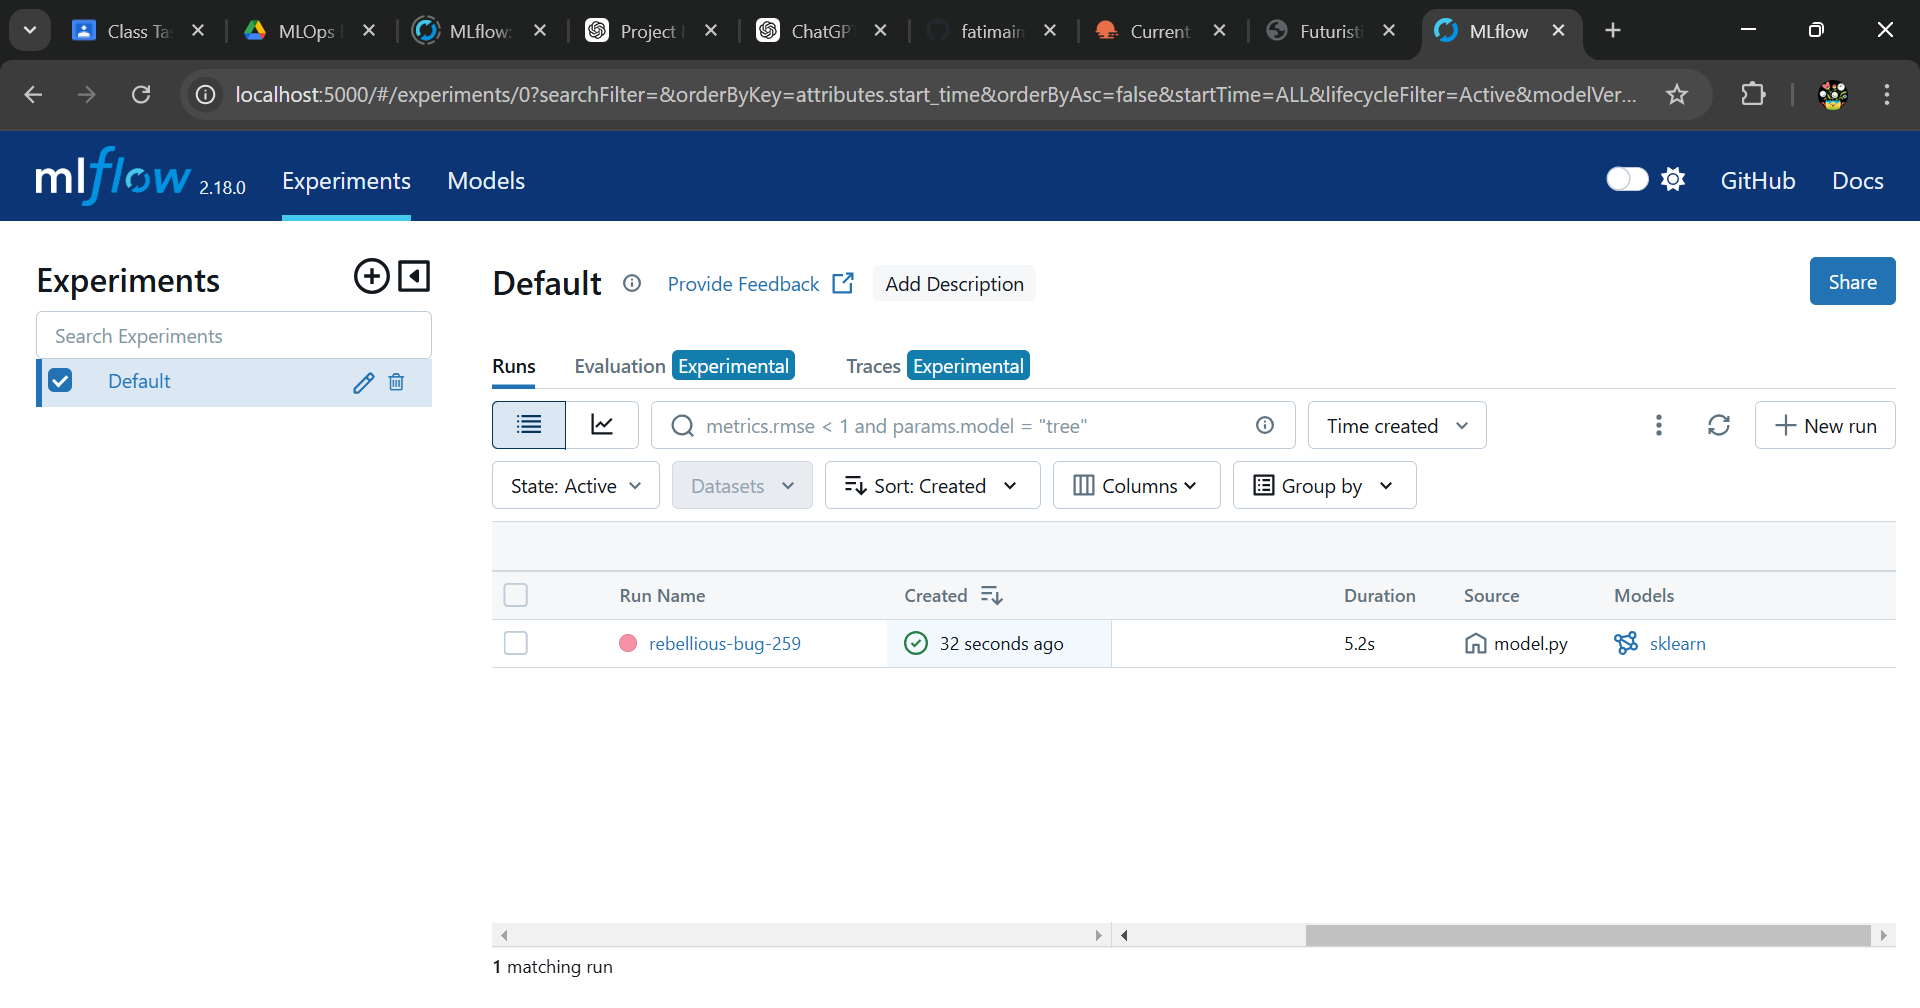 Class Ta
MLOps
MLflow:
Project
ChatGP
fatimain
Current
Futuristi
MLflow
localhost:5000/#/experiments/0?searchFilter=&orderByKey=attributes.start_time&orderByAsc=false&startTime=ALL&lifecycleFilter=Active&modelVer...
mlflow 2.18.0 Experiments Models GitHub Docs
Experiments
Search Experiments
Default
Default Provide Feedback Add Description Share
Runs Evaluation Experimental Traces Experimental
metrics.rmse < 1 and params.model = "tree" Time created New run
State: Active Datasets Sort: Created Columns Group by
Run Name Created Duration Source Models
rebellious-bug-259 32 seconds ago 5.2s model.py sklearn
1 matching run